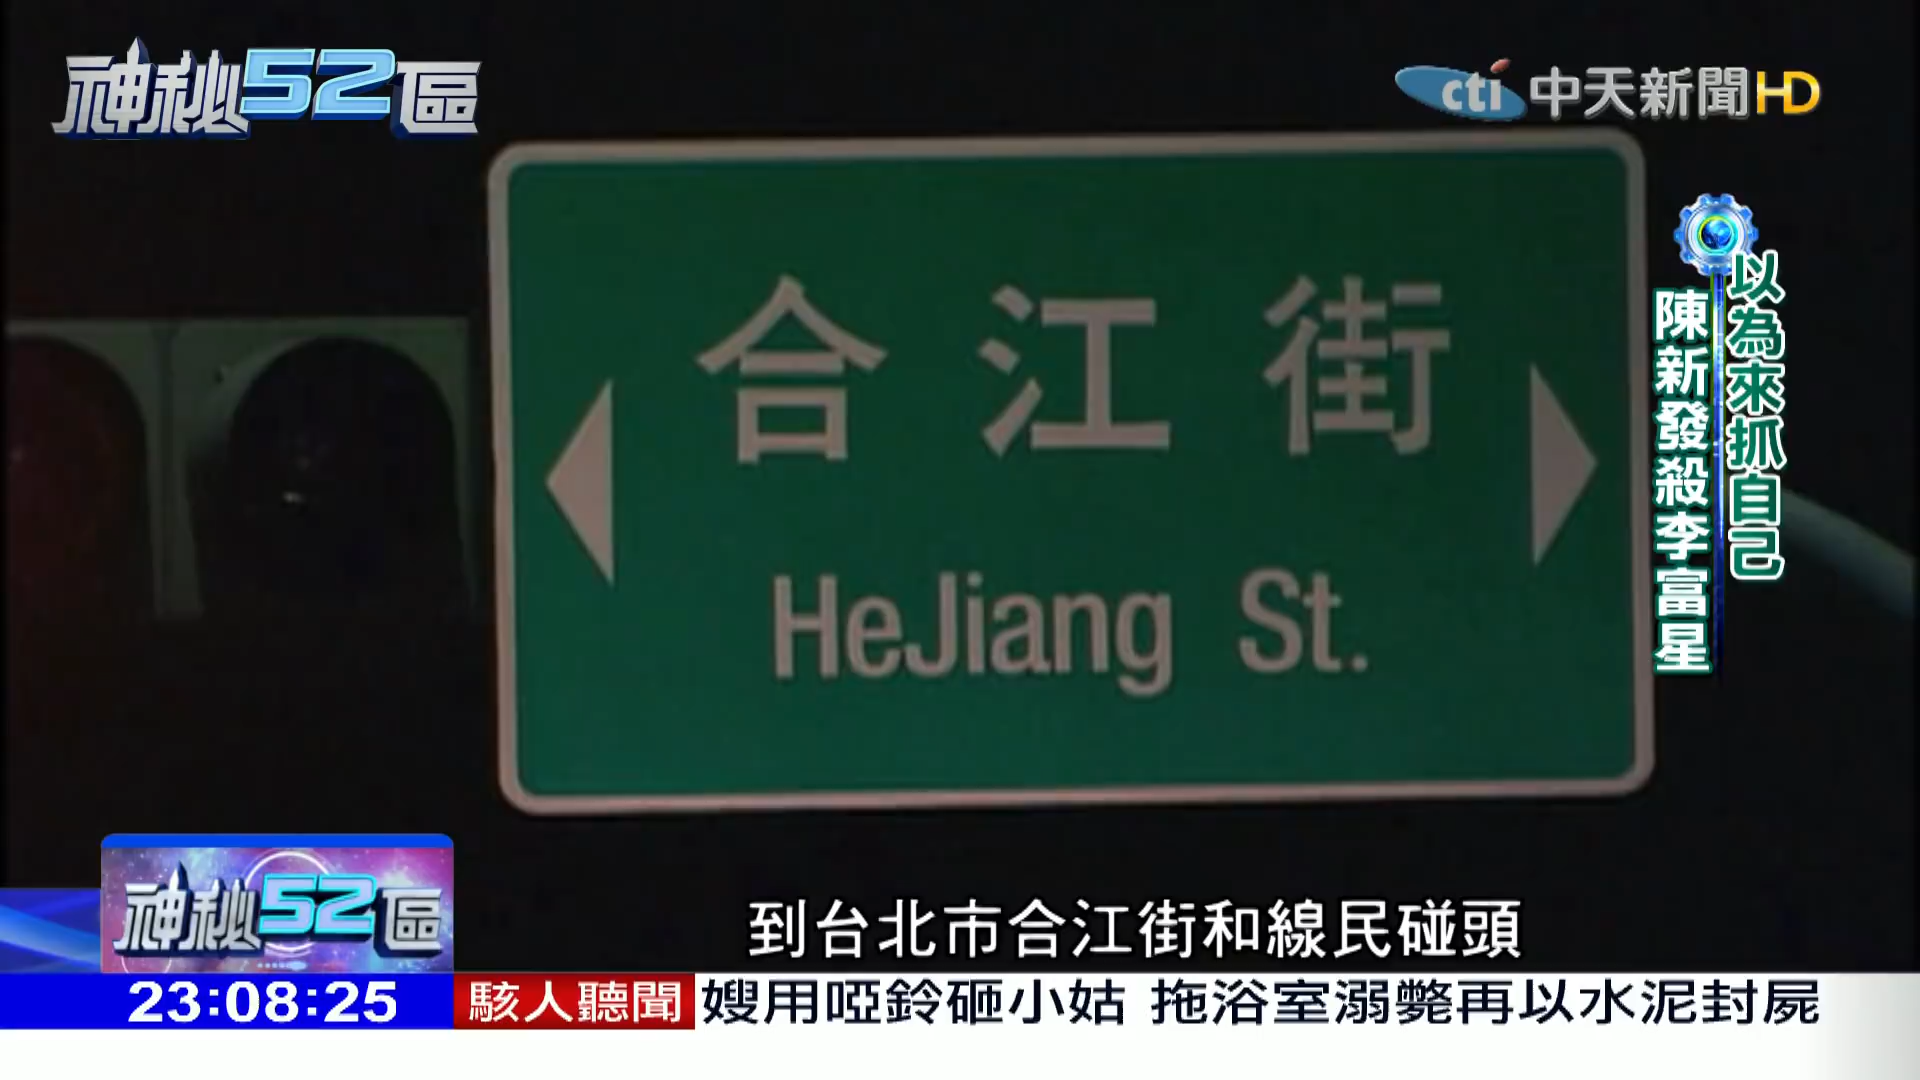 神秘52區
cti 中天新聞HD
以為來抓自己
陳新發殺李富星
合江街
HeJiang St.
神秘52區
到台北市合江街和線民碰頭
23:08:25
駭人聽聞 嫂用啞鈴砸小姑 拖浴室溺斃再以水泥封屍